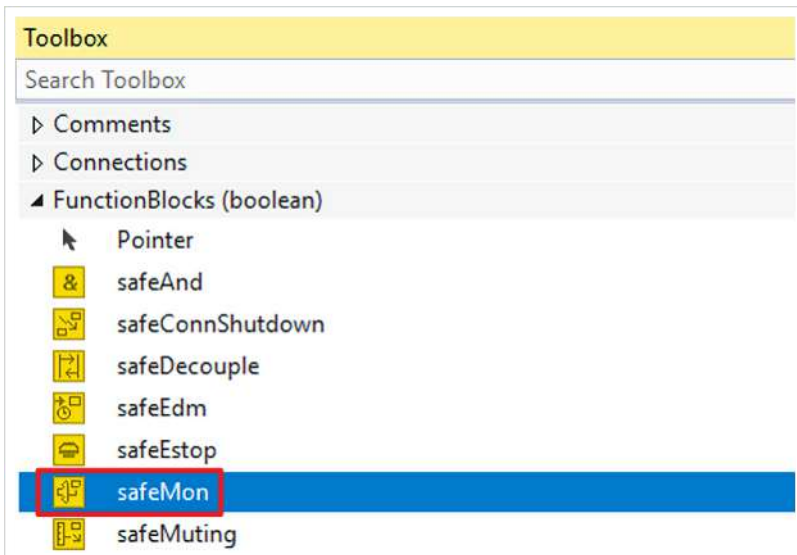 Toolbox
Search Toolbox
Comments
Connections
FunctionBlocks (boolean)
Pointer
& safeAnd
safeConnShutdown
safeDecouple
safeEdm
safeEstop
safeMon
safeMuting